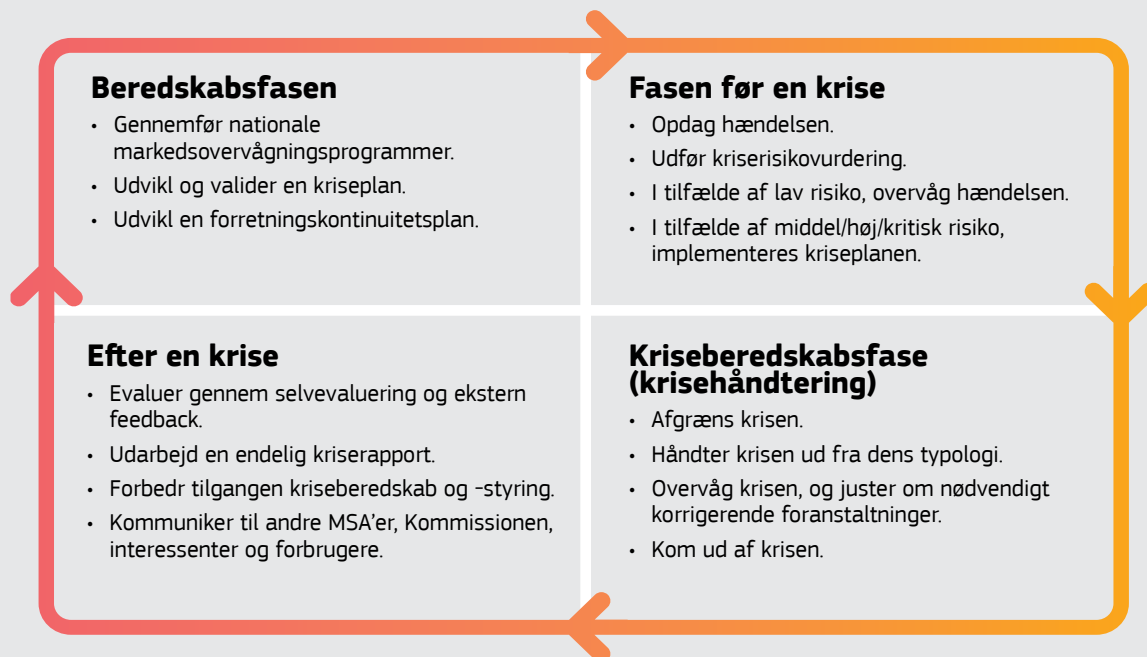 Beredskabsfasen
• Gennemfør nationale
markedsovervågningsprogrammer.
• Udvikl og valider en kriseplan.
• Udvikl en forretningskontinuitetsplan.
Fasen før en krise
• Opdag hændelsen.
• Udfør kriserisikovurdering.
• I tilfælde af lav risiko, overvåg hændelsen.
• I tilfælde af middel/høj/kritisk risiko,
implementeres kriseplanen.
Efter en krise
• Evaluer gennem selvevaluering og ekstern
feedback.
• Udarbejd en endelig kriserapport.
• Forbedr tilgangen kriseberedskab og -styring.
• Kommuniker til andre MSA’er, Kommissionen,
interessenter og forbrugere.
Kriseberedskabsfase
(krisehåndtering)
• Afgræns krisen.
• Håndter krisen ud fra dens typologi.
• Overvåg krisen, og juster om nødvendigt
korrigerende foranstaltninger.
• Kom ud af krisen.